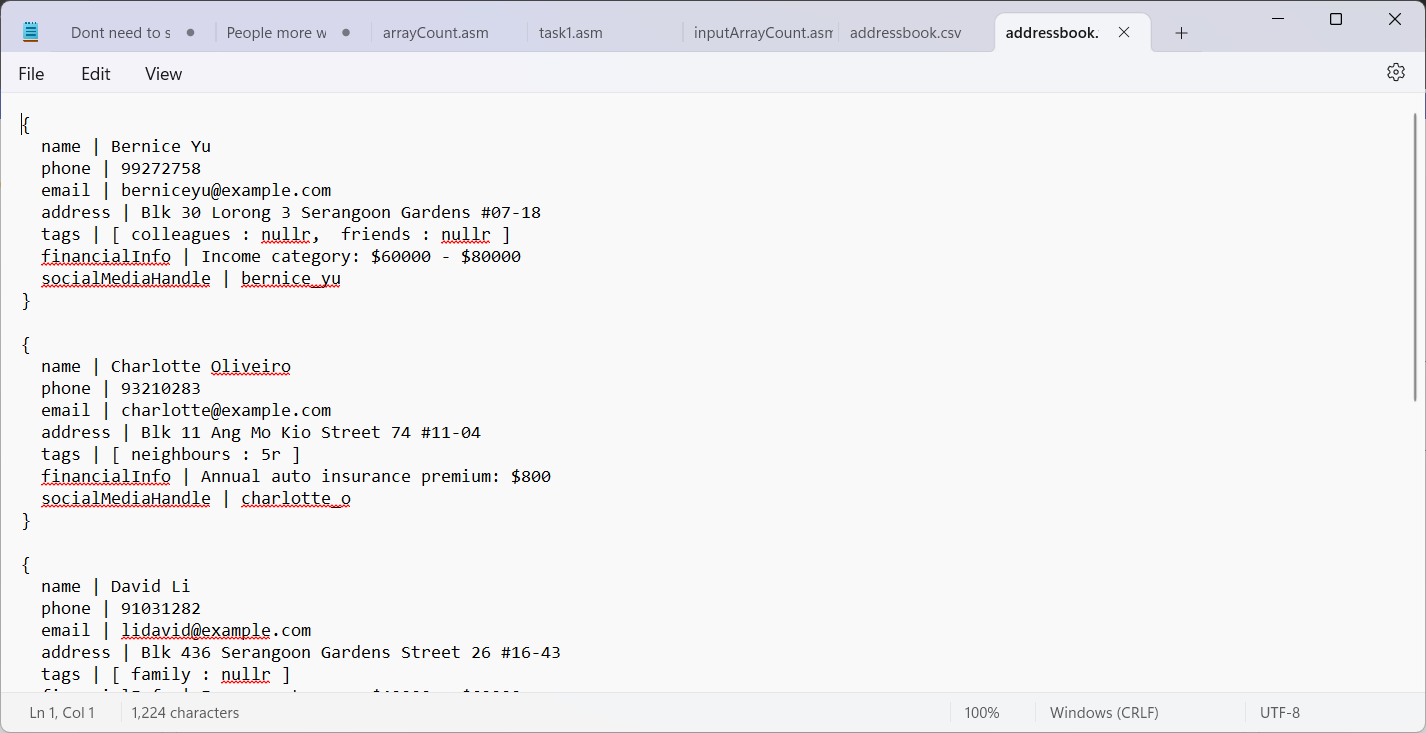 Dont need to s
People more w
arrayCount.asm
task1.asm
inputArrayCount.asm
addressbook.csv
addressbook.
File
Edit
View
{
name | Bernice Yu
phone | 99272758
email | berniceyu@example.com
address | Blk 30 Lorong 3 Serangoon Gardens #07-18
tags | [ colleagues : nullr,  friends : nullr ]
financialInfo | Income category: $60000 - $80000
socialMediaHandle | bernice_yu
}
{
name | Charlotte Oliveiro
phone | 93210283
email | charlotte@example.com
address | Blk 11 Ang Mo Kio Street 74 #11-04
tags | [ neighbours : 5r ]
financialInfo | Annual auto insurance premium: $800
socialMediaHandle | charlotte_o
}
{
name | David Li
phone | 91031282
email | lidavid@example.com
address | Blk 436 Serangoon Gardens Street 26 #16-43
tags | [ family : nullr ]
Ln 1, Col 1
1,224 characters
100%
Windows (CRLF)
UTF-8